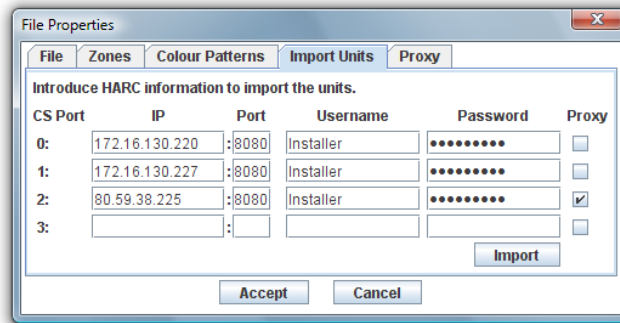 File Properties
File Zones Colour Patterns Import Units Proxy
Introduce HARC information to import the units.
CS Port IP Port Username Password Proxy
0: 172.16.130.220 : 8080 Installer •••••••••
1: 172.16.130.227 : 8080 Installer •••••••••
2: 80.59.38.225 : 8080 Installer •••••••••
3: :
Import
Accept Cancel